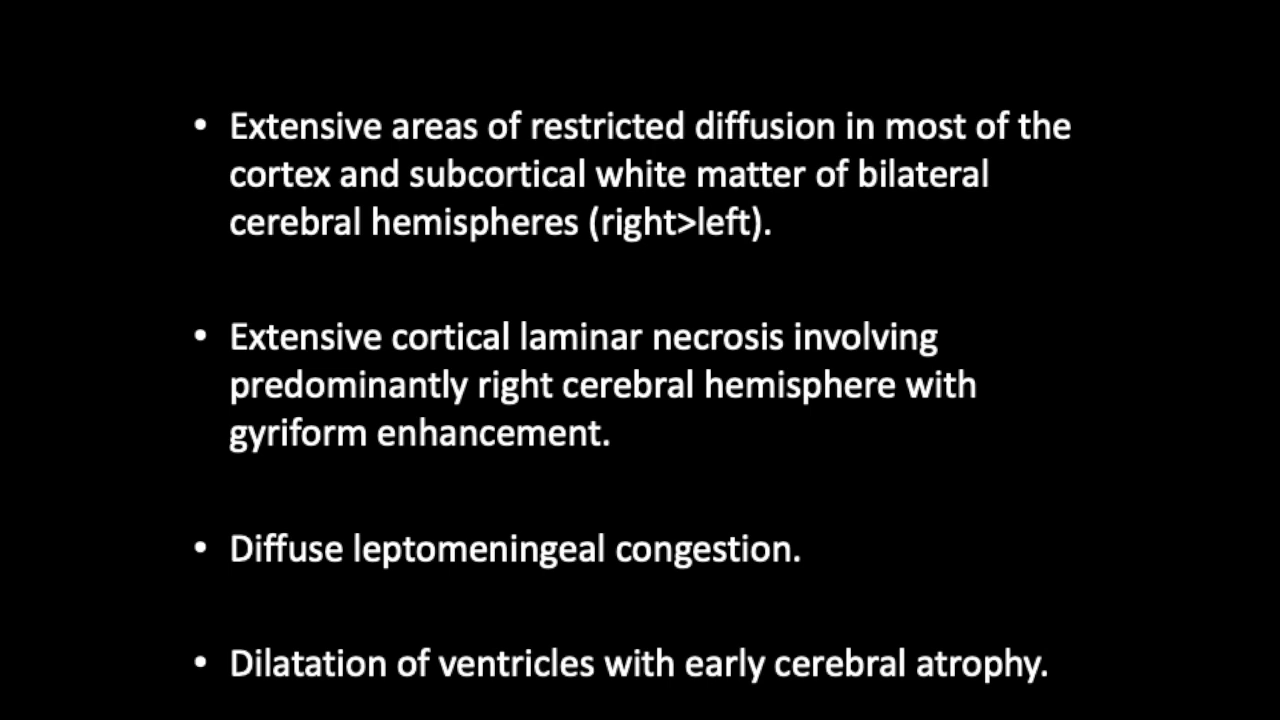 • Extensive areas of restricted diffusion in most of the
cortex and subcortical white matter of bilateral
cerebral hemispheres (right>left).
• Extensive cortical laminar necrosis involving
predominantly right cerebral hemisphere with
gyriform enhancement.
• Diffuse leptomeningeal congestion.
• Dilatation of ventricles with early cerebral atrophy.